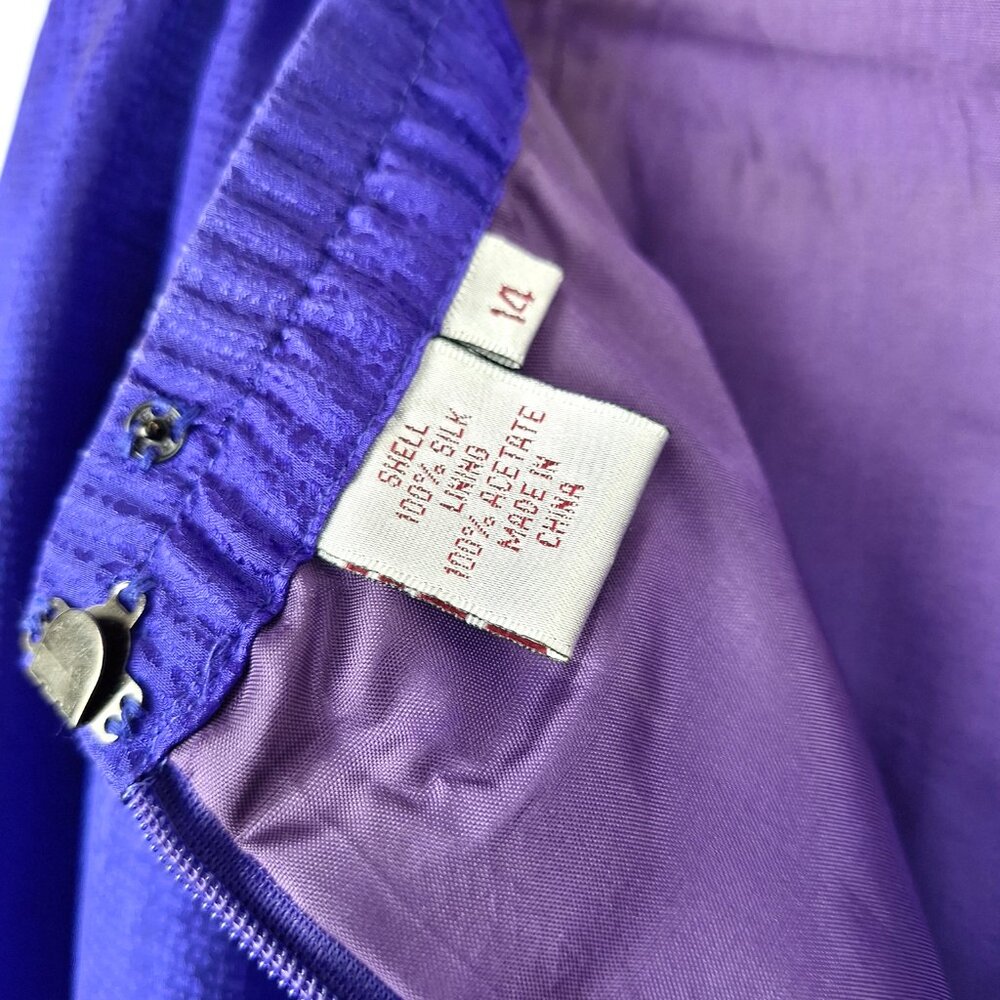 14
SHELL
100% SILK
LINING
100% ACETATE
MADE IN
CHINA